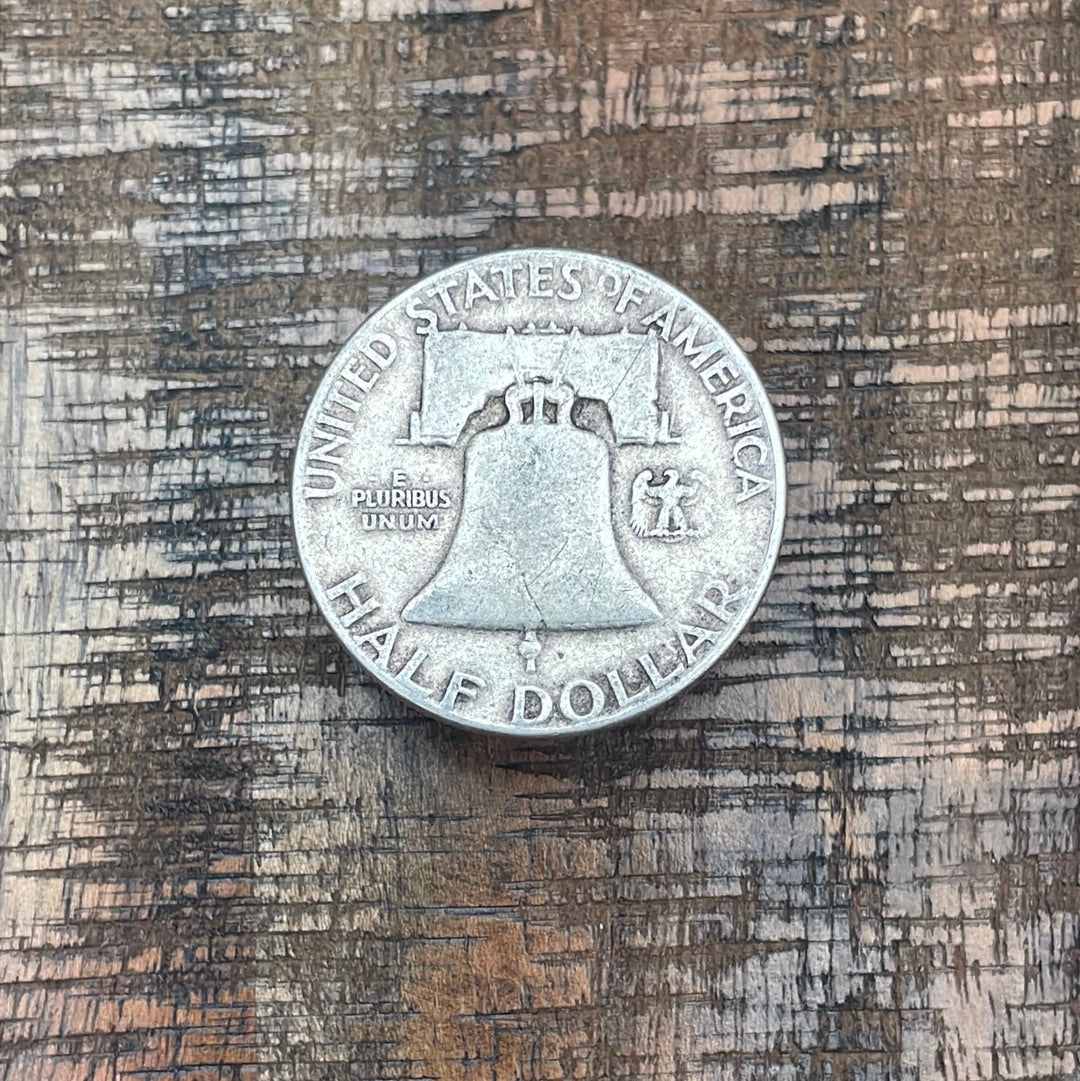 UNITED STATES OF AMERICA
E
PLURIBUS
UNUM
HALF DOLLAR